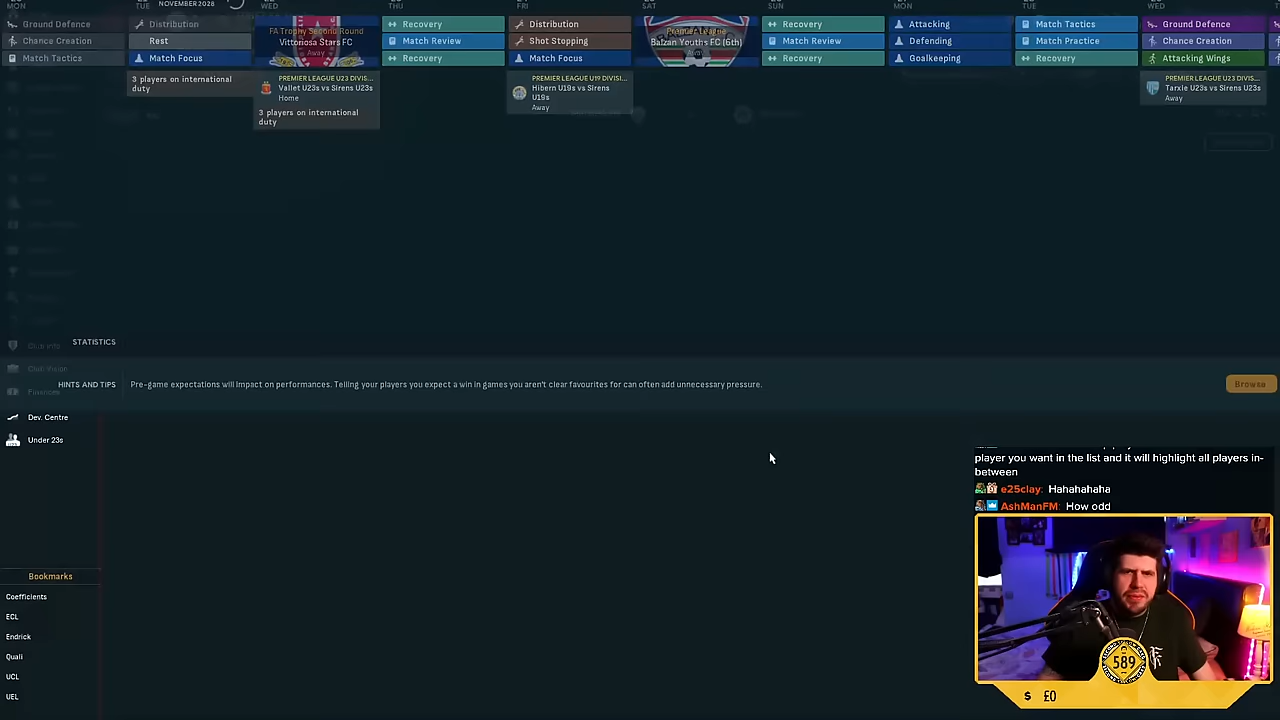 NOVEMBER 2028
MON
TUE
WED
THU
FRI
SAT
SUN
MON
TUE
WED
Ground Defence
Chance Creation
Match Tactics
Distribution
Rest
Match Focus
3 players on international
duty
FA Trophy Second Round
Vittoriosa Stars FC
Away
PREMIER LEAGUE U23 DIVIS...
Vallet U23s vs Sirens U23s
Home
3 players on international
duty
Recovery
Match Review
Recovery
Distribution
Shot Stopping
Match Focus
PREMIER LEAGUE U19 DIVISI...
Hibern U19s vs Sirens
U19s
Away
Premier League
Balzan Youths FC (6th)
Away
Recovery
Match Review
Recovery
Attacking
Defending
Goalkeeping
Match Tactics
Match Practice
Recovery
Ground Defence
Chance Creation
Attacking Wings
PREMIER LEAGUE U23 DIVIS...
Tarxie U23s vs Sirens U23s
Away
Club Info
STATISTICS
Club Vision
Finances
HINTS AND TIPS
Pre-game expectations will impact on performances. Telling your players you expect a win in games you aren't clear favourites for can often add unnecessary pressure.
Browse
Dev. Centre
Under 23s
Bookmarks
Coefficients
ECL
Endrick
Quali
UCL
UEL
player you want in the list and it will highlight all players in-
between
e25clay: Hahahahaha
AshManFM: How odd
589
$ £0